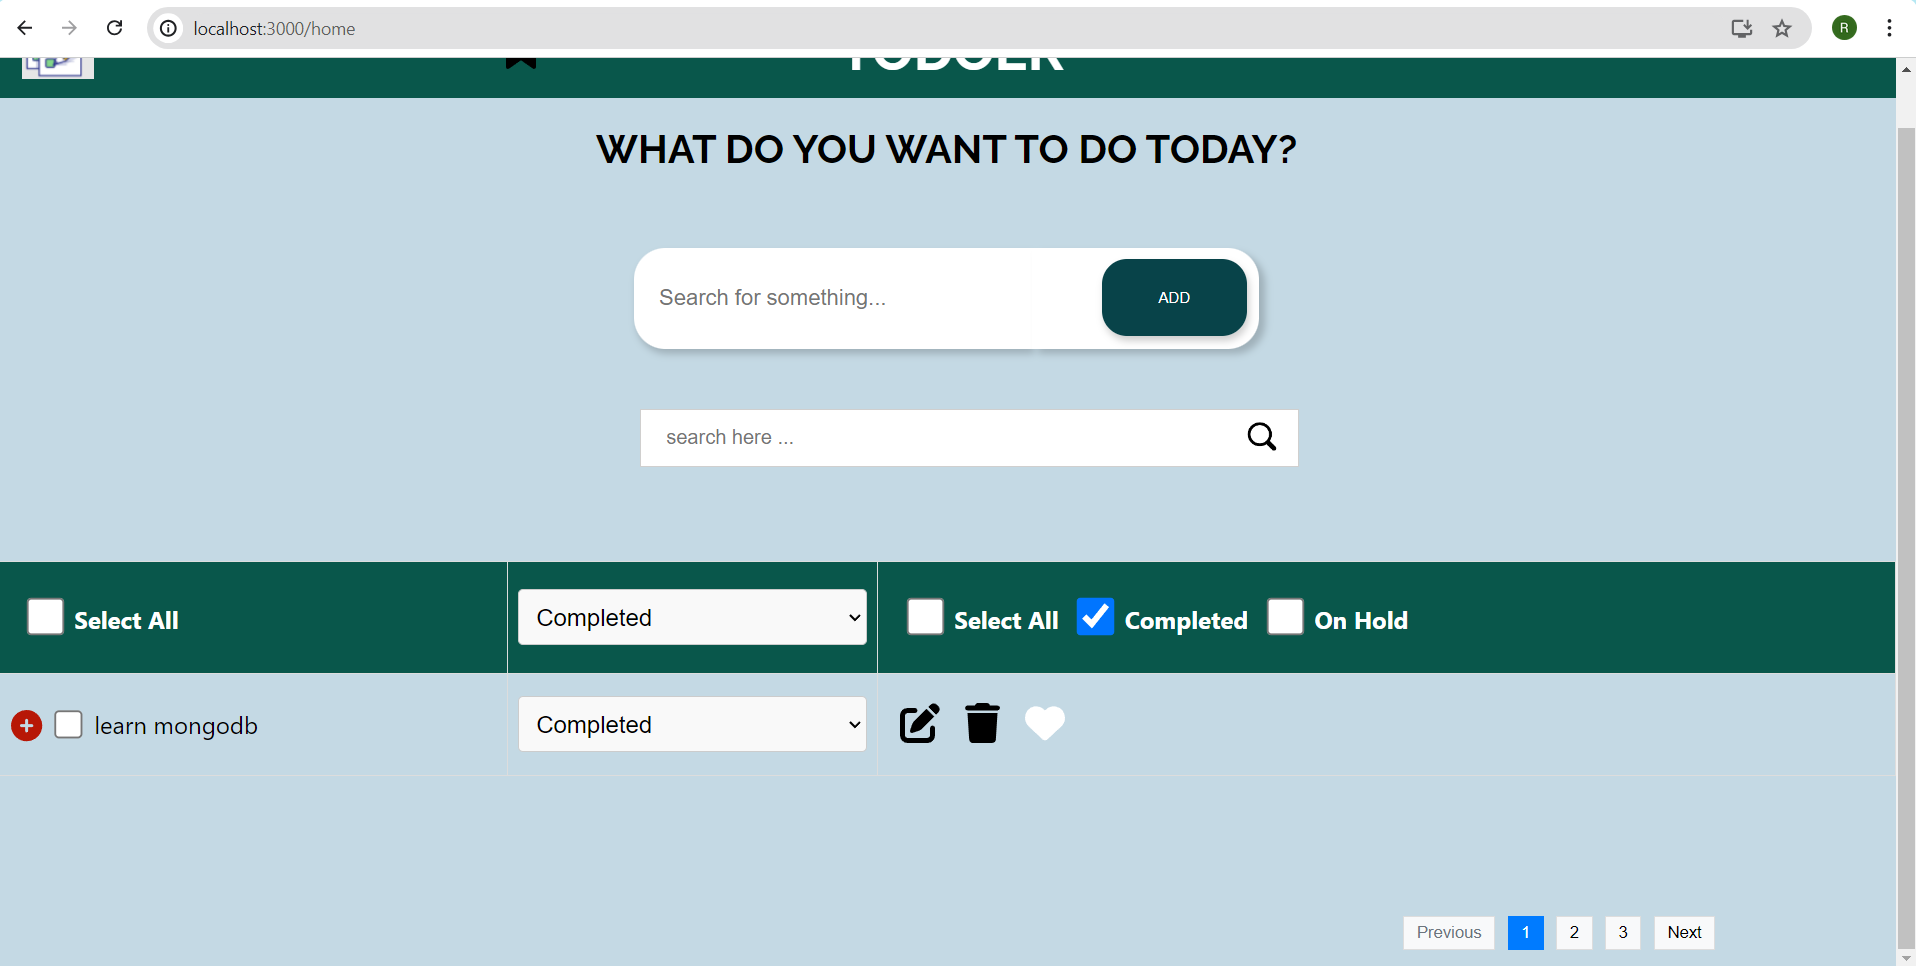 localhost:3000/home
R
TODOER
WHAT DO YOU WANT TO DO TODAY?
Search for something...
ADD
search here ...
Select All
Completed
Select All Completed On Hold
learn mongodb
Completed
Previous 1 2 3 Next